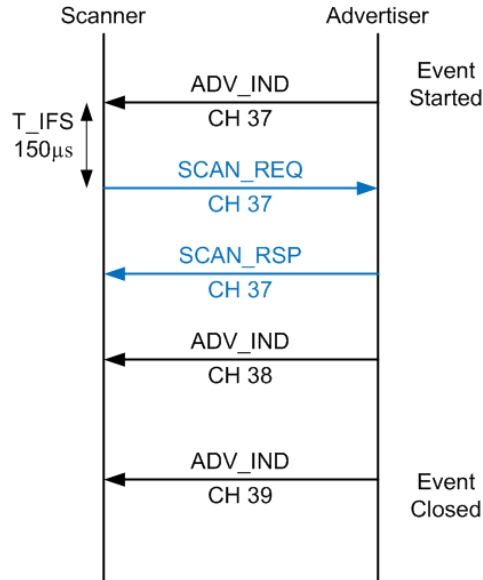 Scanner Advertiser
ADV_IND
Event
Started
CH 37
T_IFS
150µs
SCAN_REQ
CH 37
SCAN_RSP
CH 37
ADV_IND
CH 38
ADV_IND
CH 39
Event
Closed